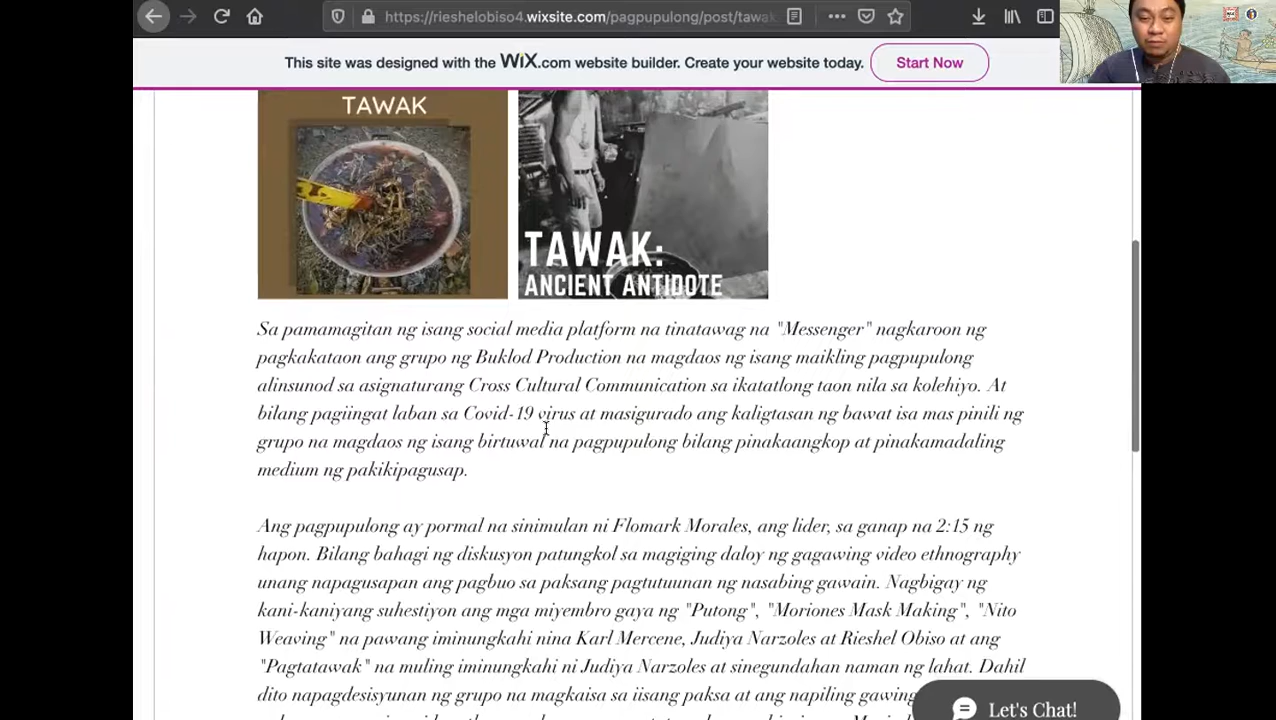 https://rieshelobiso4.wixsite.com/pagpupulong/post/tawak
This site was designed with the WiX.com website builder. Create your website today.
Start Now
TAWAK
TAWAK:
ANCIENT ANTIDOTE
Sa pamamagitan ng isang social media platform na tinatawag na "Messenger" nagkaroon ng
pagkakataon ang grupo ng Buklod Production na magdaos ng isang maikling pagpupulong
alinsunod sa asignaturang Cross Cultural Communication sa ikatatlong taon nila sa kolehiyo. At
bilang pagiingat laban sa Covid-19 virus at masigurado ang kaligtasan ng bawat isa mas pinili ng
grupo na magdaos ng isang birtuwal na pagpupulong bilang pinakaangkop at pinakamadaling
medium ng pakikipagusap.
Ang pagpupulong ay pormal na sinimulan ni Flomark Morales, ang lider, sa ganap na 2:15 ng
hapon. Bilang bahagi ng diskusyon patungkol sa magiging daloy ng gagawing video ethnography
unang napagusapan ang pagbuo sa paksang pagtutuunan ng nasabing gawain. Nagbigay ng
kani-kaniyang suhestiyon ang mga miyembro gaya ng "Putong", "Moriones Mask Making", "Nito
Weaving" na pawang iminungkahi nina Karl Mercene, Judiya Narzoles at Rieshel Obiso at ang
"Pagtatawak" na muling iminungkahi ni Judiya Narzoles at sinegundahan naman ng lahat. Dahil
dito napagdesisyunan ng grupo na magkaisa sa iisang paksa at ang napiling gawing
Let's Chat!